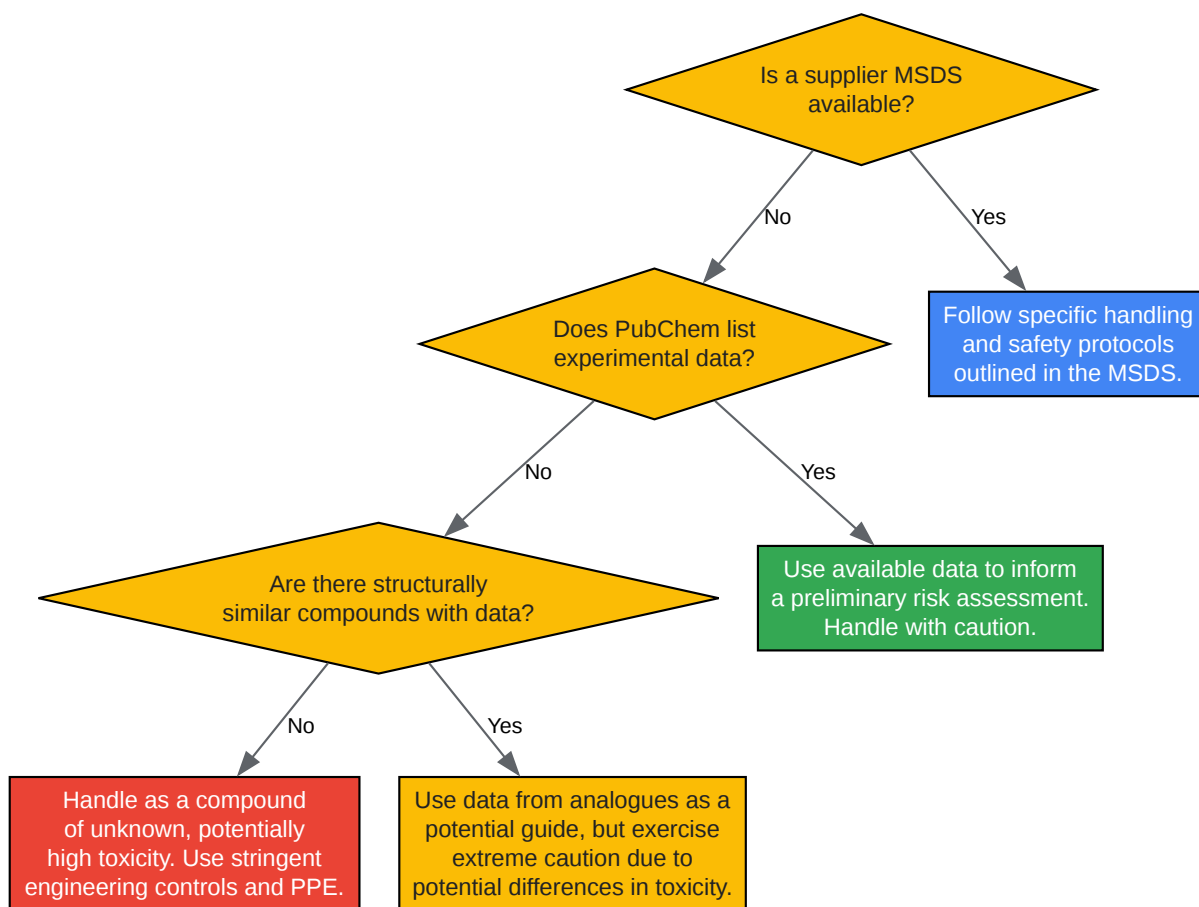 Is a supplier MSDS
available?
No
Yes
Does PubChem list
experimental data?
Follow specific handling
and safety protocols
outlined in the MSDS.
No
Yes
Are there structurally
similar compounds with data?
Use available data to inform
a preliminary risk assessment.
Handle with caution.
No
Yes
Handle as a compound
of unknown, potentially
high toxicity. Use stringent
engineering controls and PPE.
Use data from analogues as a
potential guide, but exercise
extreme caution due to
potential differences in toxicity.